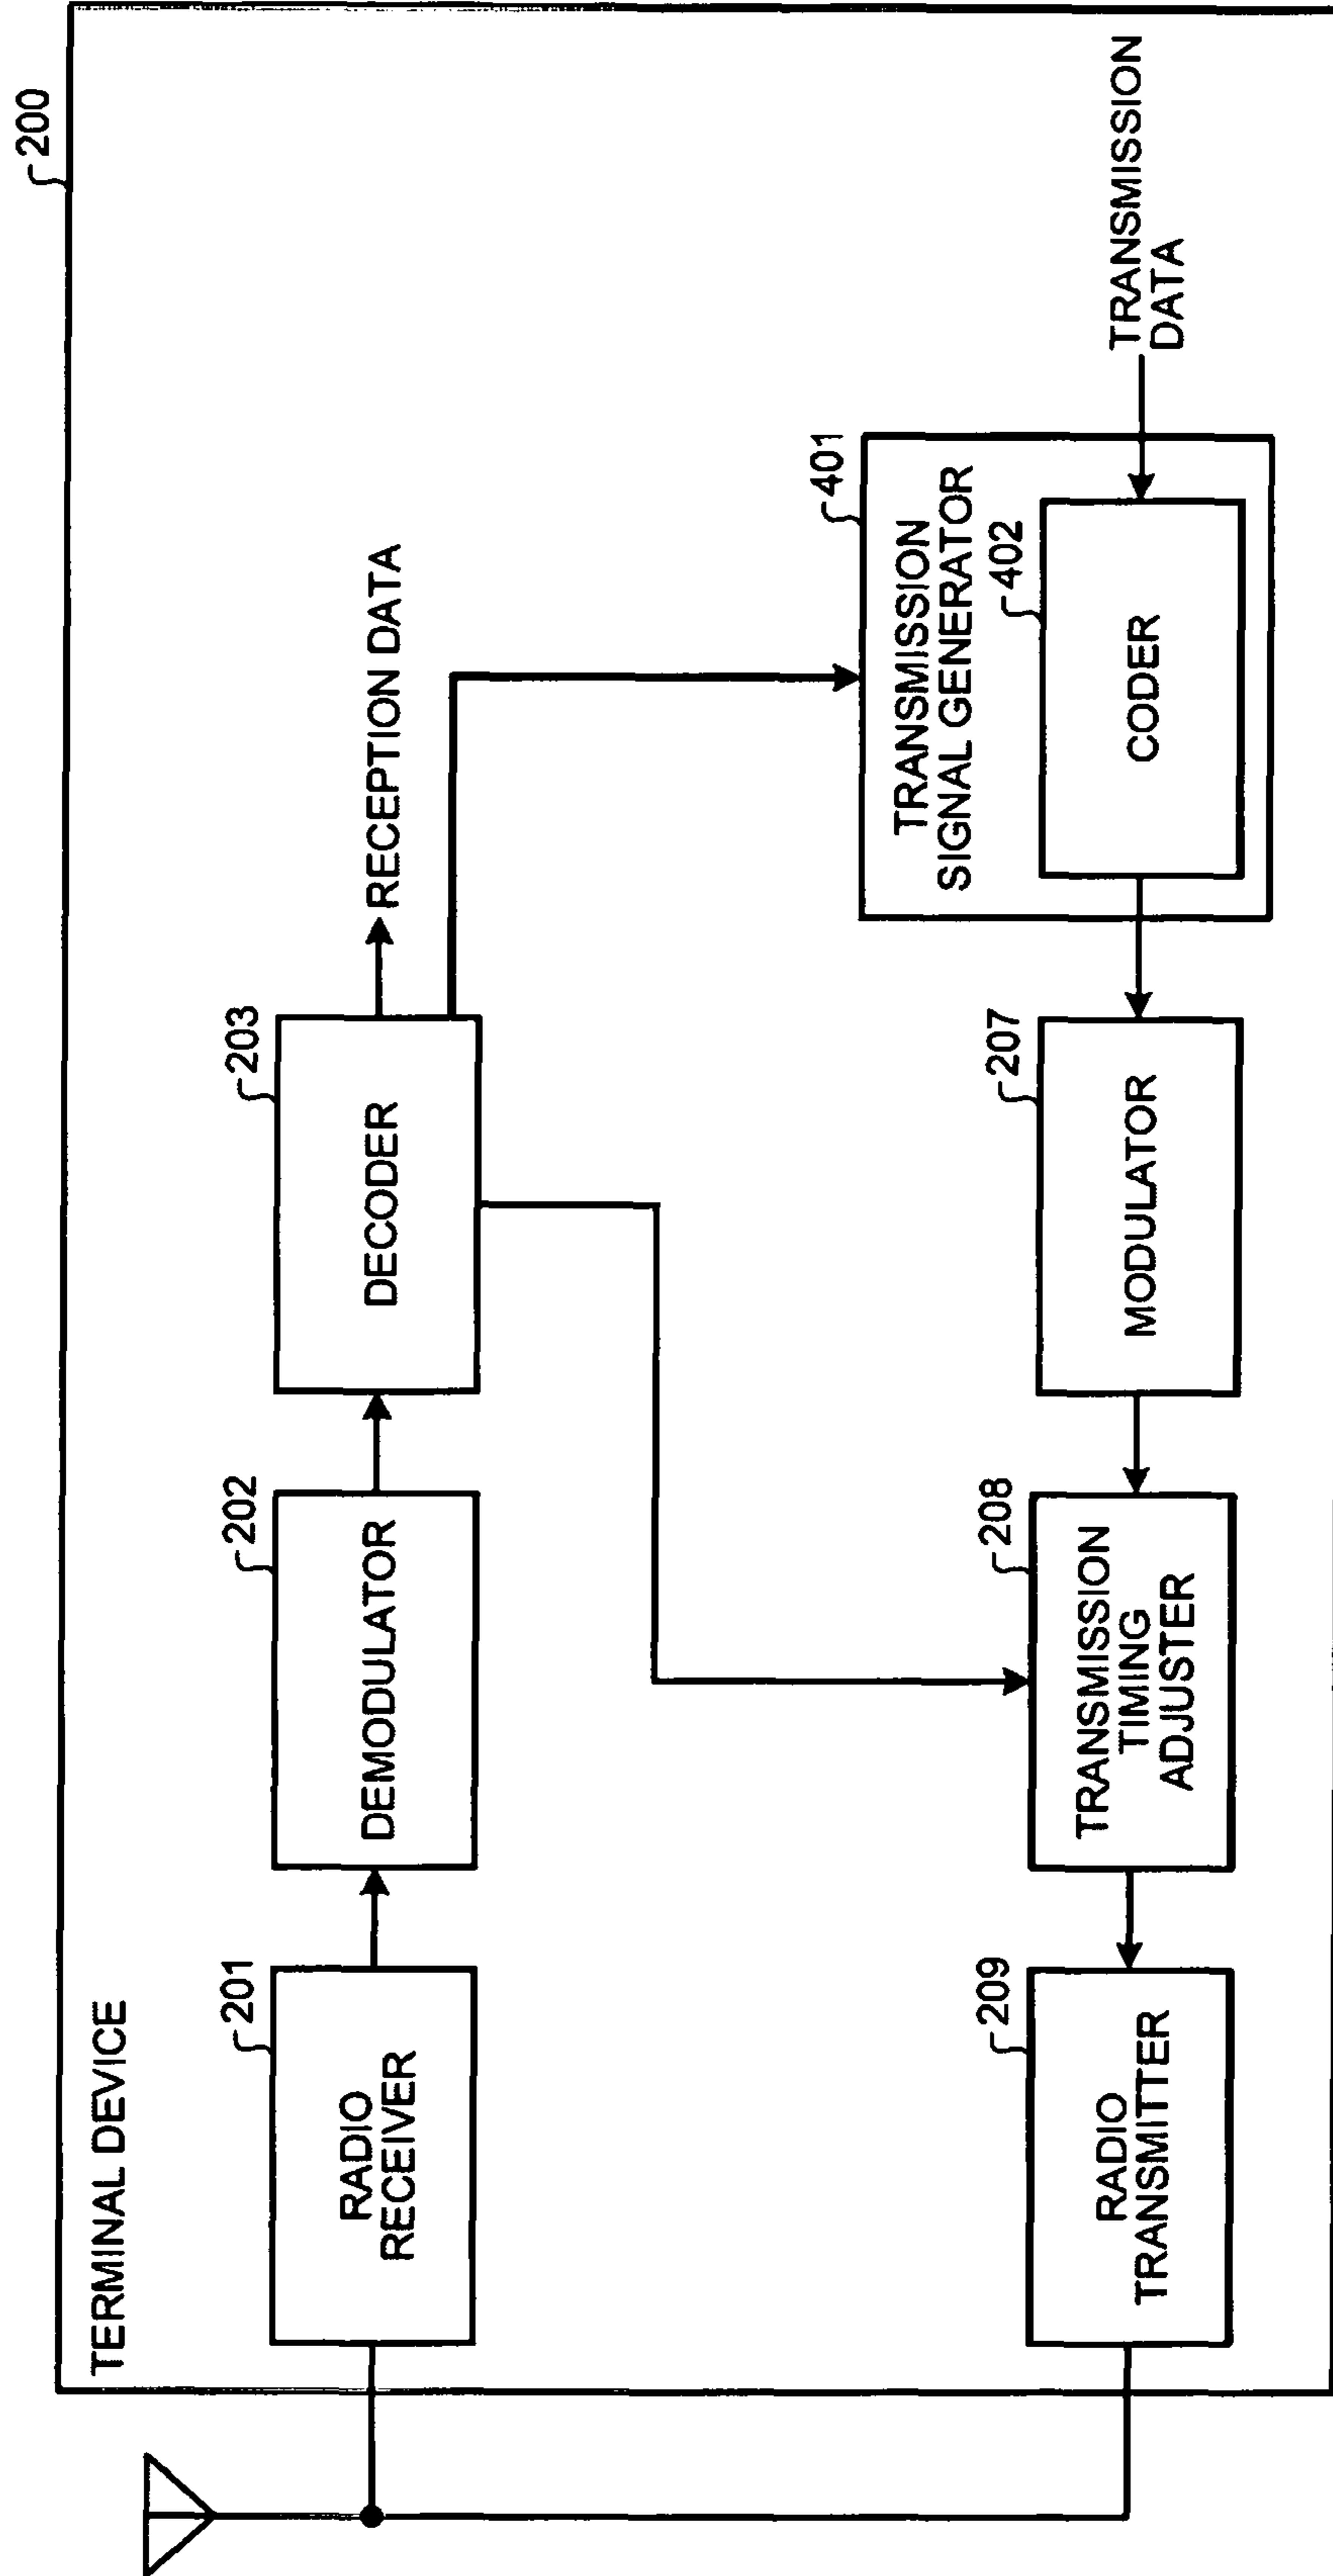 200
TERMINAL DEVICE
201
RADIO
RECEIVER
202
DEMODULATOR
203
DECODER
RECEPTION DATA
209
RADIO
TRANSMITTER
208
TRANSMISSION
TIMING
ADJUSTER
207
MODULATOR
401
TRANSMISSION
SIGNAL GENERATOR
402
CODER
TRANSMISSION
DATA